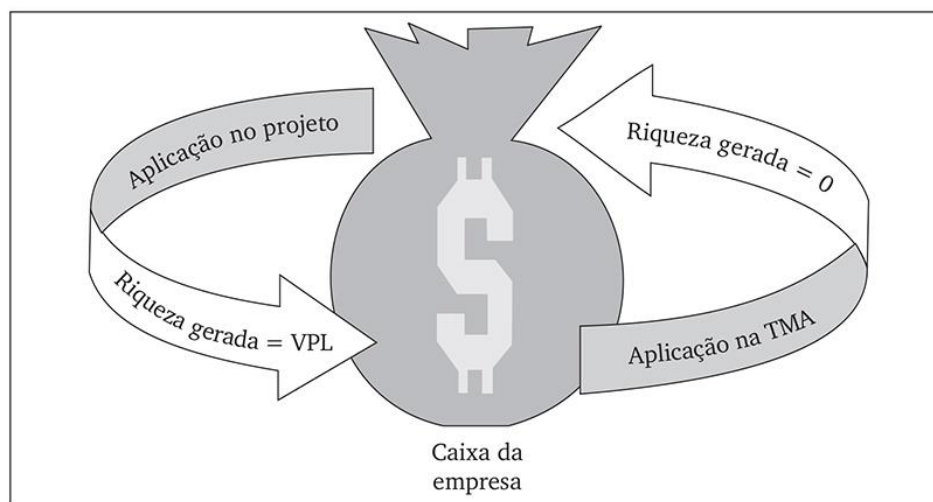 Aplicação no projeto
Riqueza gerada = 0
$
Riqueza gerada = VPL
Aplicação na TMA
Caixa da
empresa